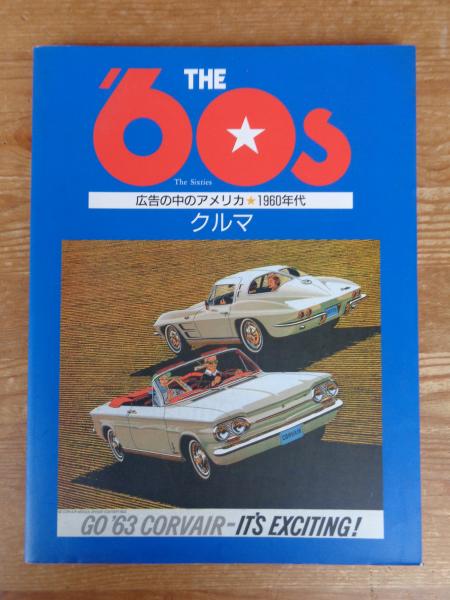 THE
'60s
The Sixties
広告の中のアメリカ★1960年代
クルマ
CORVAIR
GO '63 CORVAIR–IT'S EXCITING!